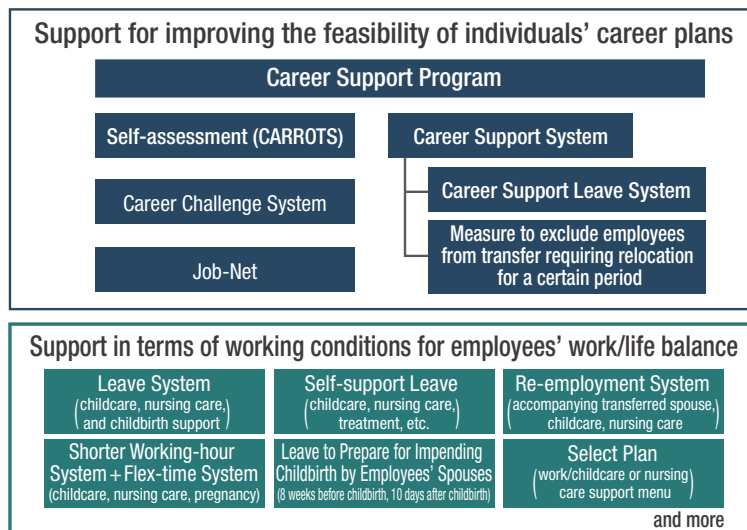 Support for improving the feasibility of individuals’ career plans
Career Support Program
Self-assessment (CARROTS)
Career Challenge System
Job-Net
Career Support System
Career Support Leave System
Measure to exclude employees
from transfer requiring relocation
for a certain period
Support in terms of working conditions for employees’ work/life balance
Leave System
(childcare, nursing care,
and childbirth support)
Self-support Leave
(childcare, nursing care,
treatment, etc.)
Re-employment System
(accompanying transferred spouse,
childcare, nursing care)
Shorter Working-hour
System + Flex-time System
(childcare, nursing care, pregnancy)
Leave to Prepare for Impending
Childbirth by Employees’ Spouses
(8 weeks before childbirth, 10 days after childbirth)
Select Plan
(work/childcare or nursing
care support menu)
and more